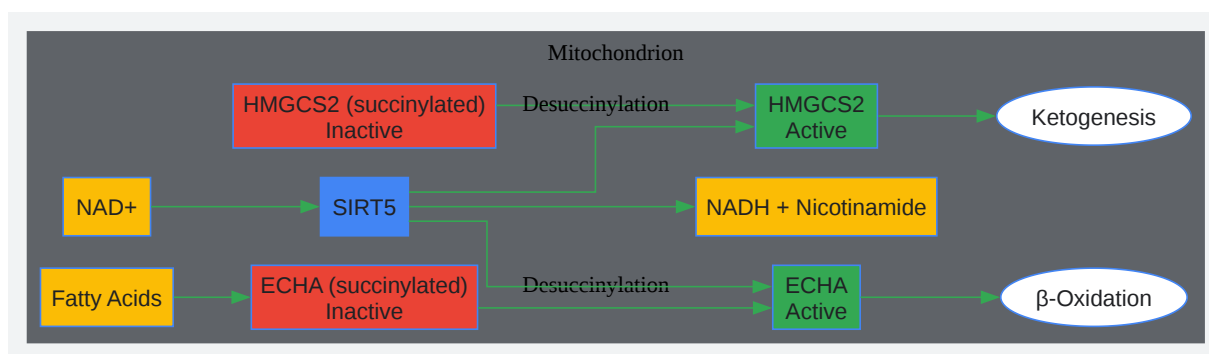 Mitochondrion
HMGCS2 (succinylated)
Inactive
Desuccinylation
HMGCS2
Active
Ketogenesis
NAD+
SIRT5
NADH + Nicotinamide
Fatty Acids
ECHA (succinylated)
Inactive
Desuccinylation
ECHA
Active
β-Oxidation